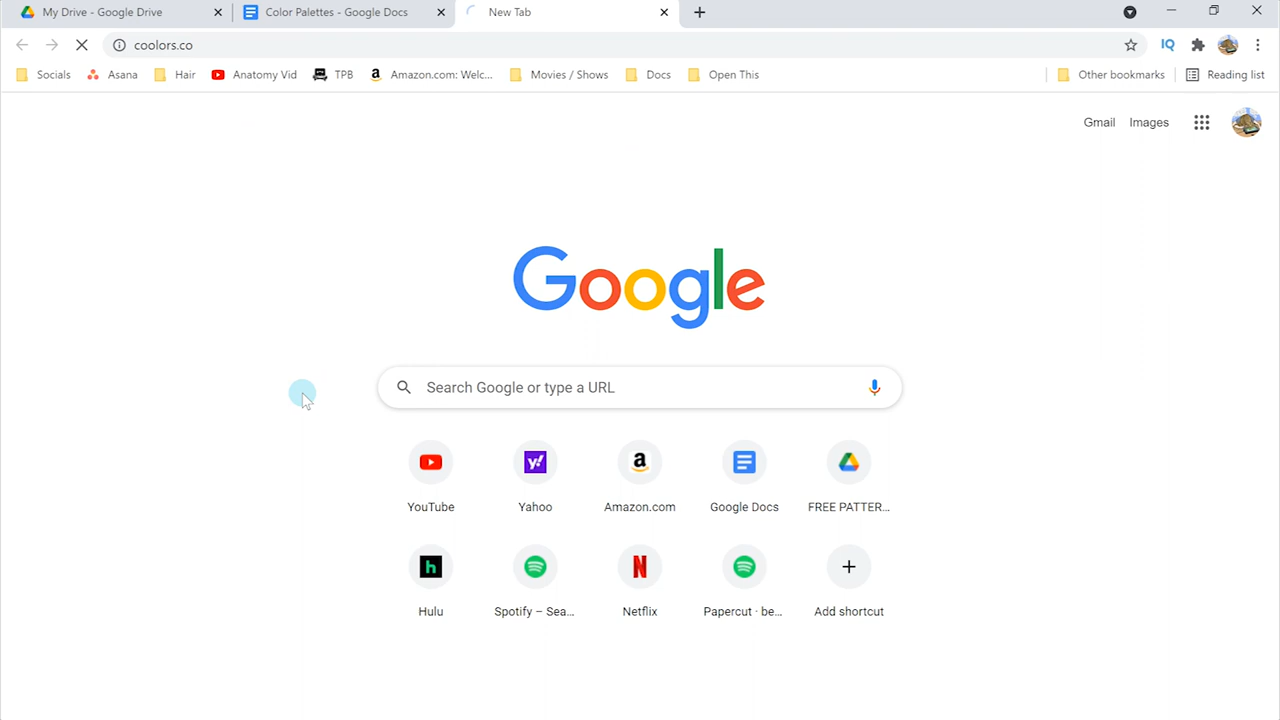 My Drive - Google Drive
Color Palettes - Google Docs
New Tab
coolors.co
IQ
Socials
Asana
Hair
Anatomy Vid
TPB
Amazon.com: Welc...
Movies / Shows
Docs
Open This
Other bookmarks
Reading list
Gmail
Images
Google
Search Google or type a URL
y!
a
YouTube
Yahoo
Amazon.com
Google Docs
FREE PATTER...
h
N
Hulu
Spotify – Sea...
Netflix
Papercut · be...
Add shortcut